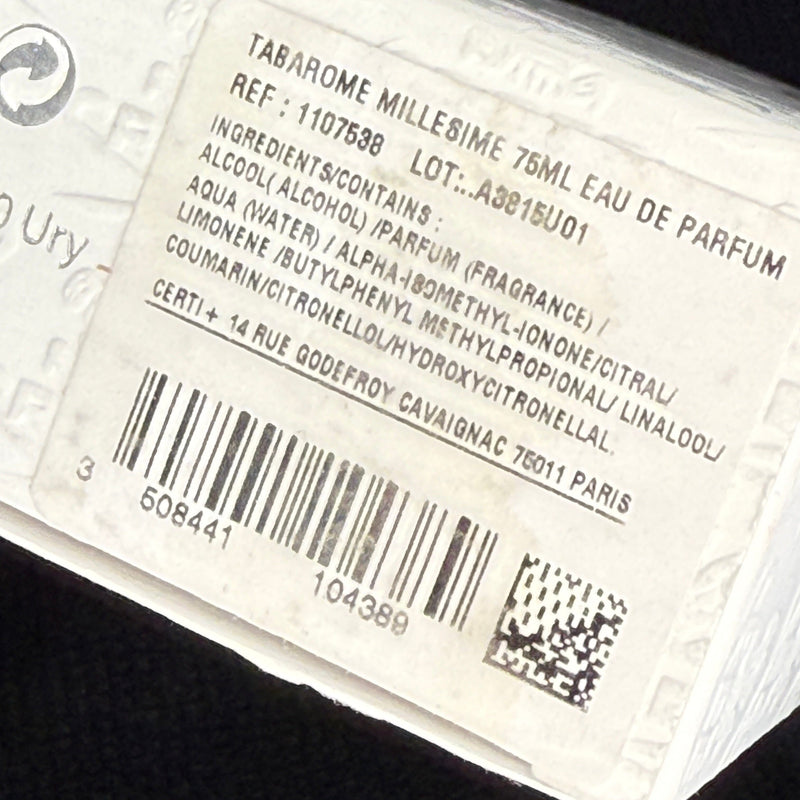 TABAROME MILLESIME 75ML EAU DE PARFUM
REF : 1107538 LOT:.A3815U01
INGREDIENTS/CONTAINS :
ALCOOL( ALCOHOL) /PARFUM (FRAGRANCE) /
AQUA (WATER) / ALPHA-ISOMETHYL-IONONE/CITRAL/
LIMONENE /BUTYLPHENYL METHYLPROPIONAL/ LINALOOL/
COUMARIN/CITRONELLOL/HYDROXYCITRONELLAL.
CERTI + 14 RUE GODEFROY CAVAIGNAC 75011 PARIS
3 508441 104389
Ury